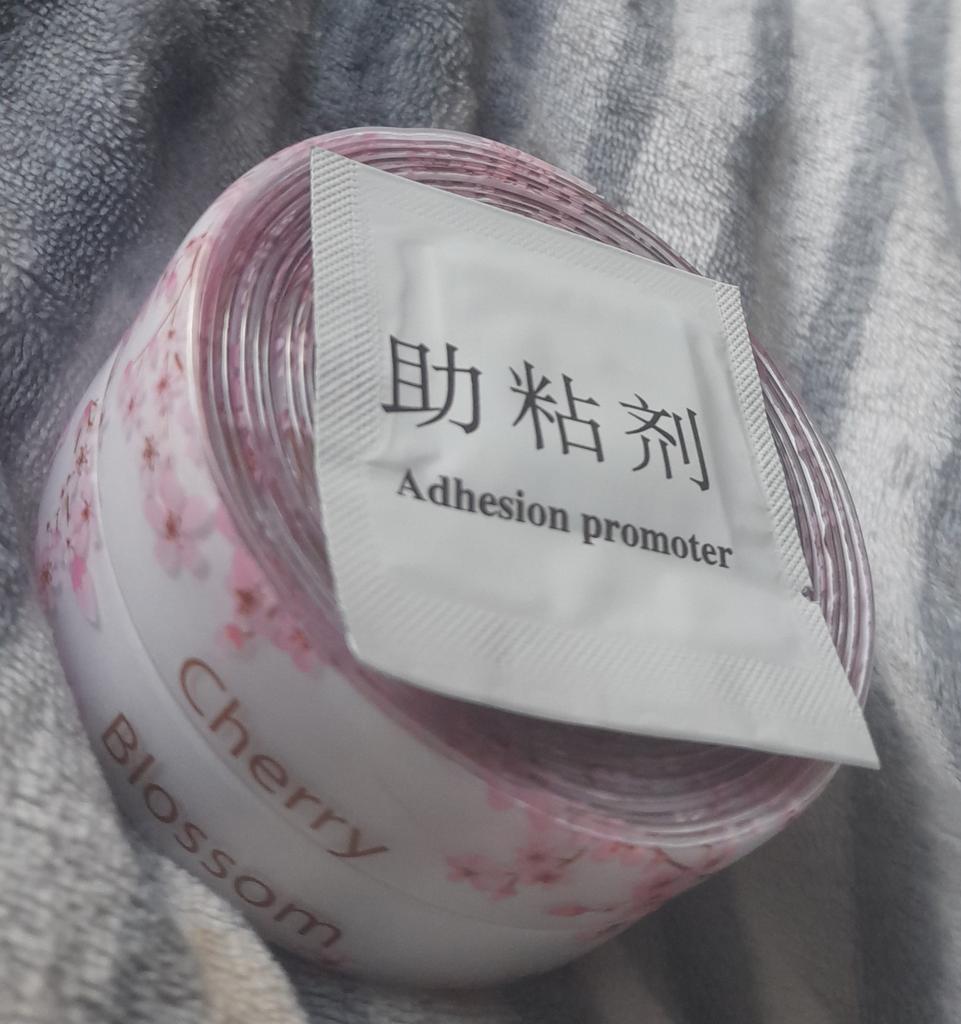 助粘剂
Adhesion promoter
Cherry
Blossom